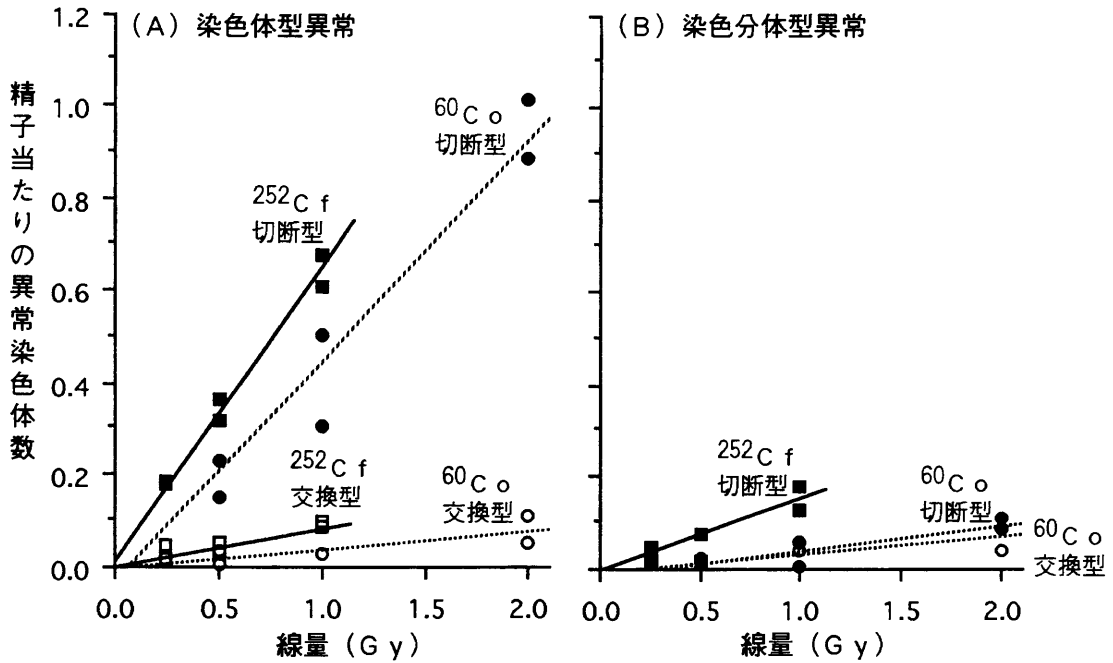 (A) 染色体型異常
精子当たりの異常染色体数
1.2
1.0
0.8
0.6
0.4
0.2
0.0
60Co
切断型
252Cf
切断型
252Cf
交換型
60Co
交換型
0.0 0.5 1.0 1.5 2.0
線量 (Gy)
(B) 染色分体型異常
252Cf
切断型
60Co
切断型
60Co
交換型
0.0 0.5 1.0 1.5 2.0
線量 (Gy)